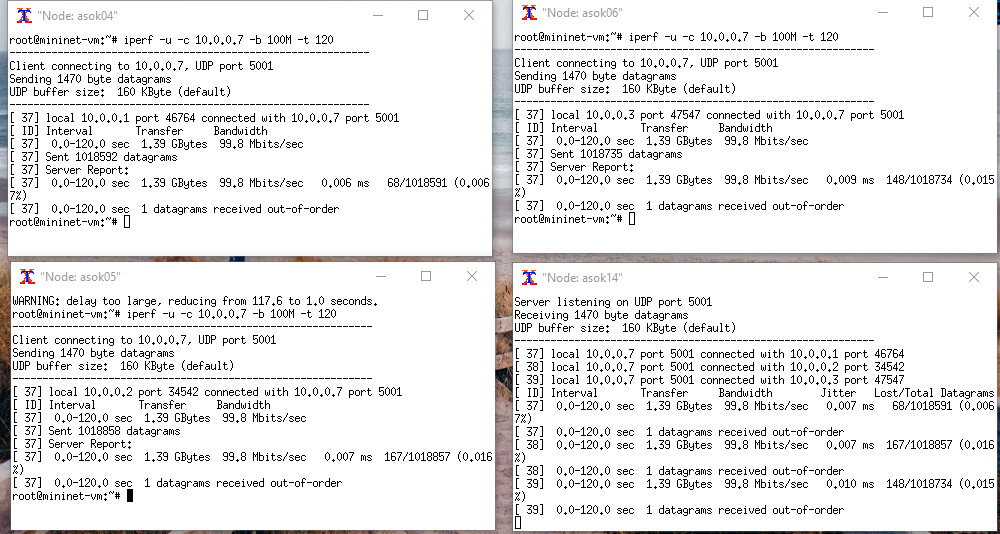 "Node: asok04"
root@mininet-vm:~# iperf -u -c 10.0.0.7 -b 100M -t 120
------------------------------------------------------------
Client connecting to 10.0.0.7, UDP port 5001
Sending 1470 byte datagrams
UDP buffer size:  160 KByte (default)
------------------------------------------------------------
[ 37] local 10.0.0.1 port 46764 connected with 10.0.0.7 port 5001
[ ID] Interval       Transfer     Bandwidth
[ 37]  0.0-120.0 sec  1.39 GBytes  99.8 Mbits/sec
[ 37] Sent 1018592 datagrams
[ 37] Server Report:
[ 37]  0.0-120.0 sec  1.39 GBytes  99.8 Mbits/sec   0.006 ms   68/1018591 (0.006
7%)
[ 37]  0.0-120.0 sec  1 datagrams received out-of-order
root@mininet-vm:~#
"Node: asok06"
root@mininet-vm:~# iperf -u -c 10.0.0.7 -b 100M -t 120
------------------------------------------------------------
Client connecting to 10.0.0.7, UDP port 5001
Sending 1470 byte datagrams
UDP buffer size:  160 KByte (default)
------------------------------------------------------------
[ 37] local 10.0.0.3 port 47547 connected with 10.0.0.7 port 5001
[ ID] Interval       Transfer     Bandwidth
[ 37]  0.0-120.0 sec  1.39 GBytes  99.8 Mbits/sec
[ 37] Sent 1018735 datagrams
[ 37] Server Report:
[ 37]  0.0-120.0 sec  1.39 GBytes  99.8 Mbits/sec   0.009 ms  148/1018734 (0.015
%)
[ 37]  0.0-120.0 sec  1 datagrams received out-of-order
root@mininet-vm:~#
"Node: asok05"
WARNING: delay too large, reducing from 117.6 to 1.0 seconds.
root@mininet-vm:~# iperf -u -c 10.0.0.7 -b 100M -t 120
------------------------------------------------------------
Client connecting to 10.0.0.7, UDP port 5001
Sending 1470 byte datagrams
UDP buffer size:  160 KByte (default)
------------------------------------------------------------
[ 37] local 10.0.0.2 port 34542 connected with 10.0.0.7 port 5001
[ ID] Interval       Transfer     Bandwidth
[ 37]  0.0-120.0 sec  1.39 GBytes  99.8 Mbits/sec
[ 37] Sent 1018858 datagrams
[ 37] Server Report:
[ 37]  0.0-120.0 sec  1.39 GBytes  99.8 Mbits/sec   0.007 ms  167/1018857 (0.016
%)
[ 37]  0.0-120.0 sec  1 datagrams received out-of-order
root@mininet-vm:~#
"Node: asok14"
Server listening on UDP port 5001
Receiving 1470 byte datagrams
UDP buffer size:  160 KByte (default)
------------------------------------------------------------
[ 37] local 10.0.0.7 port 5001 connected with 10.0.0.1 port 46764
[ 38] local 10.0.0.7 port 5001 connected with 10.0.0.2 port 34542
[ 39] local 10.0.0.7 port 5001 connected with 10.0.0.3 port 47547
[ ID] Interval       Transfer     Bandwidth        Jitter   Lost/Total Datagrams
[ 37]  0.0-120.0 sec  1.39 GBytes  99.8 Mbits/sec   0.007 ms   68/1018591 (0.006
7%)
[ 37]  0.0-120.0 sec  1 datagrams received out-of-order
[ 38]  0.0-120.0 sec  1.39 GBytes  99.8 Mbits/sec   0.007 ms  167/1018857 (0.016
%)
[ 38]  0.0-120.0 sec  1 datagrams received out-of-order
[ 39]  0.0-120.0 sec  1.39 GBytes  99.8 Mbits/sec   0.010 ms  148/1018734 (0.015
%)
[ 39]  0.0-120.0 sec  1 datagrams received out-of-order